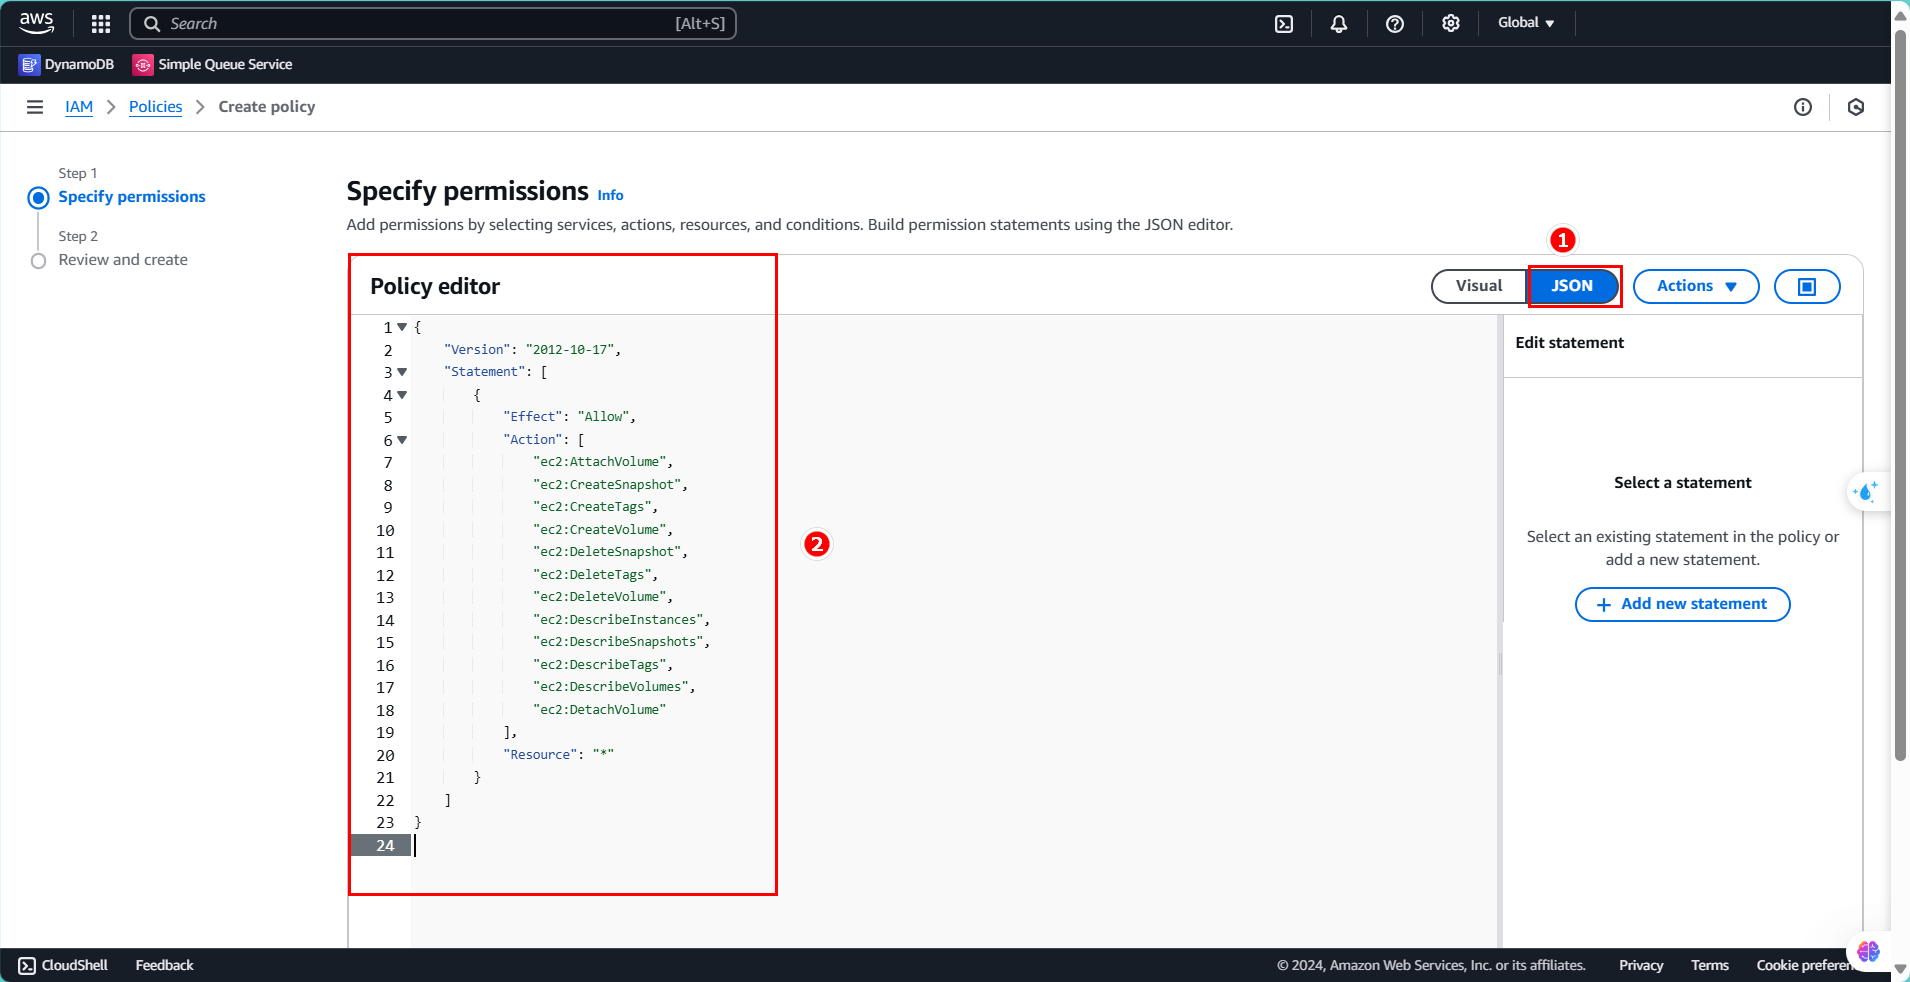 aws
Search [Alt+S]
Global
DynamoDB
Simple Queue Service
IAM
Policies
Create policy
Step 1
Specify permissions
Step 2
Review and create
Specify permissions Info
Add permissions by selecting services, actions, resources, and conditions. Build permission statements using the JSON editor.
1
Policy editor
Visual
JSON
Actions
1 {
2 "Version": "2012-10-17",
3 "Statement": [
4 {
5 "Effect": "Allow",
6 "Action": [
7 "ec2:AttachVolume",
8 "ec2:CreateSnapshot",
9 "ec2:CreateTags",
10 "ec2:CreateVolume",
11 "ec2:DeleteSnapshot",
12 "ec2:DeleteTags",
13 "ec2:DeleteVolume",
14 "ec2:DescribeInstances",
15 "ec2:DescribeSnapshots",
16 "ec2:DescribeTags",
17 "ec2:DescribeVolumes",
18 "ec2:DetachVolume"
19 ],
20 "Resource": "*"
21 }
22 ]
23 }
24
2
Edit statement
Select a statement
Select an existing statement in the policy or
add a new statement.
+ Add new statement
CloudShell
Feedback
© 2024, Amazon Web Services, Inc. or its affiliates.
Privacy
Terms
Cookie preferen